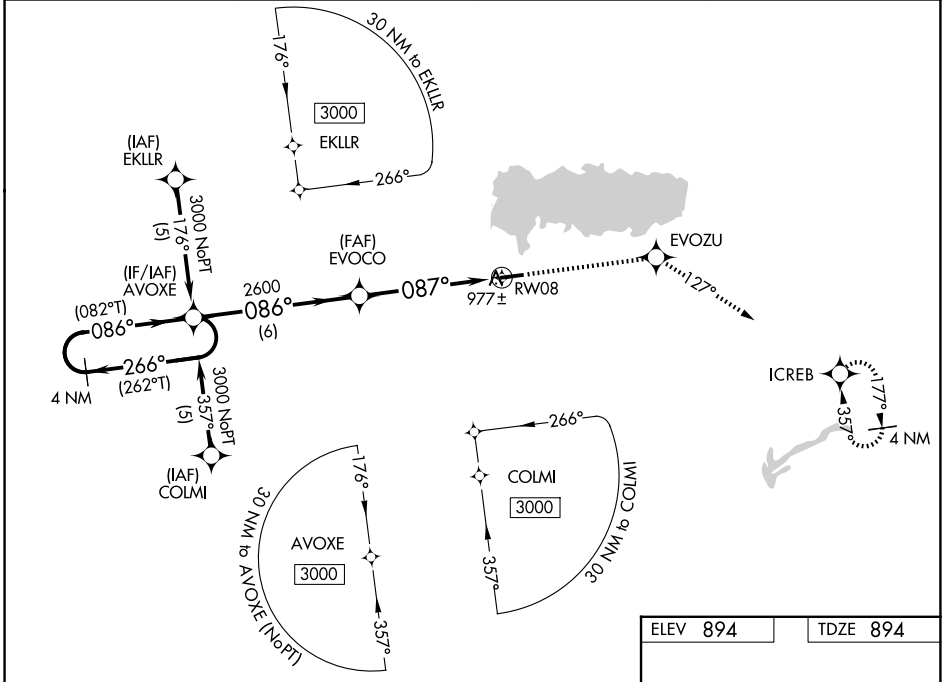 176°
30 NM to EKLLR
3000
EKLLR
266°
(IAF)
EKLLR
3000 NoPT
176°
(5)
(IF/IAF)
AVOXE
(082°T)
086°
266°
(262°T)
4 NM
2600
086°
(6)
(FAF)
EVOCO
087°
977±
RW08
EVOZU
127°
ICREB
177°
357°
4 NM
3000 NoPT
357°
(5)
(IAF)
COLMI
30 NM to AVOXE (NoPT)
176°
AVOXE
3000
357°
266°
COLMI
3000
357°
30 NM to COLMI
ELEV 894
TDZE 894